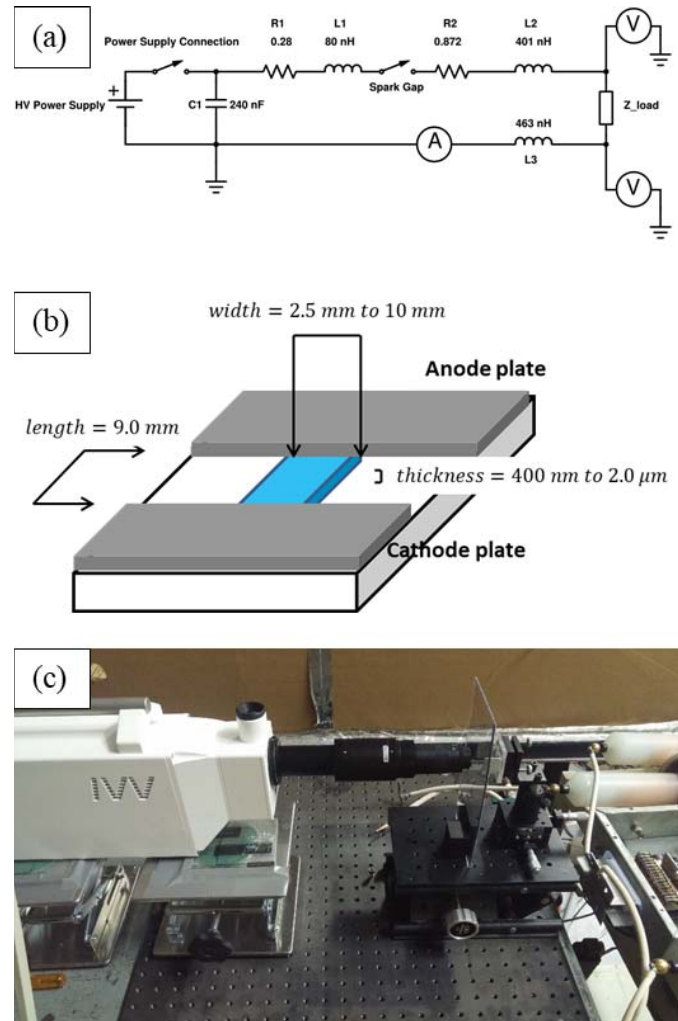 (a)
R1
L1
R2
L2
V
Power Supply Connection
0.28
80 nH
0.872
401 nH
Spark Gap
+
HV Power Supply
C1
240 nF
Z_load
463 nH
A
L3
V
(b)
width = 2.5 mm to 10 mm
Anode plate
length = 9.0 mm
thickness = 400 nm to 2.0 μm
Cathode plate
(c)